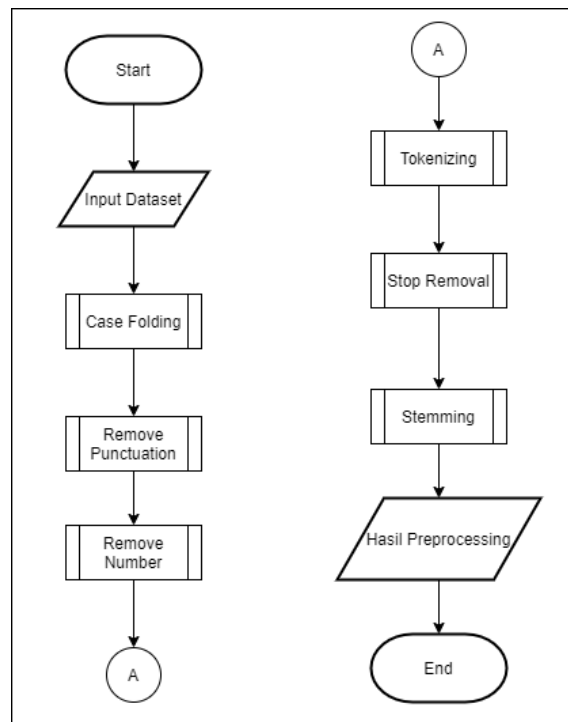 Start
Input Dataset
Case Folding
Remove
Punctuation
Remove
Number
A
A
Tokenizing
Stop Removal
Stemming
Hasil Preprocessing
End